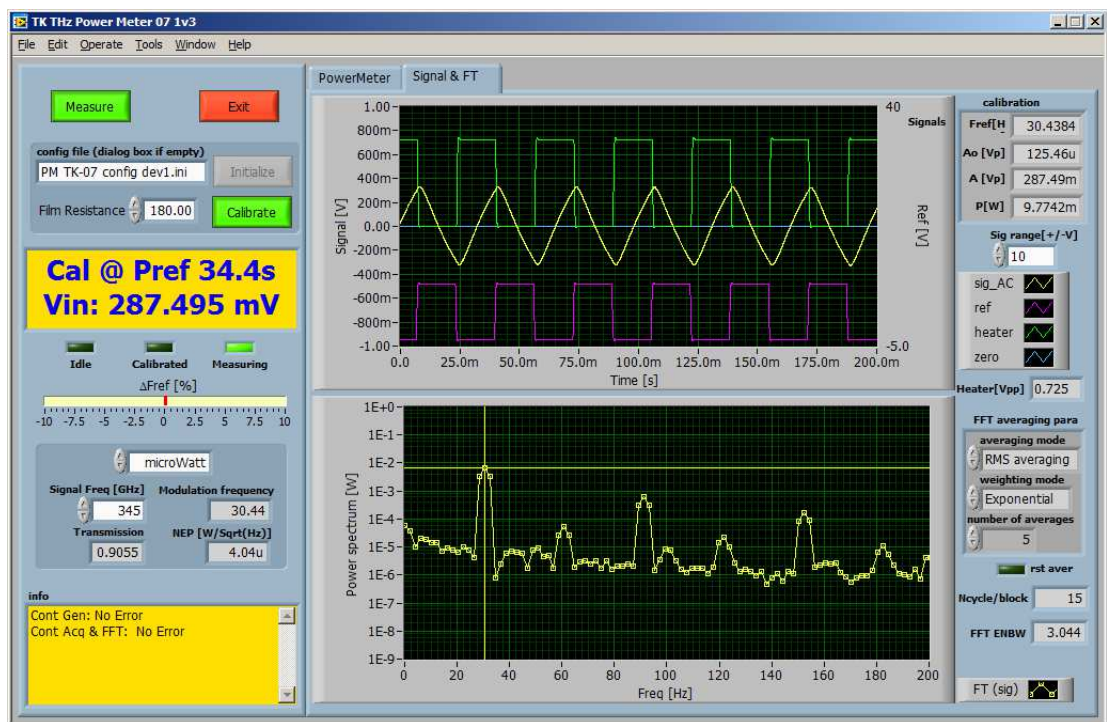 TK THz Power Meter 07 1v3
File Edit Operate Tools Window Help
Measure
Exit
config file (dialog box if empty)
PM TK-07 config dev1.ini
Initialize
Film Resistance
180.00
Calibrate
Cal @ Pref 34.4s
Vin: 287.495 mV
Idle
Calibrated
Measuring
ΔFref [%]
-10 -7.5 -5 -2.5 0 2.5 5 7.5 10
microWatt
Signal Freq [GHz]
345
Modulation frequency
30.44
Transmission
0.9055
NEP [W/Sqrt(Hz)]
4.04u
info
Cont Gen: No Error
Cont Acq & FFT: No Error
PowerMeter
Signal & FT
Signal [V]
1.00
800m
600m
400m
200m
0.00
-200m
-400m
-600m
-800m
-1.00
40
Signals
Ref [V]
-5.0
0.0 25.0m 50.0m 75.0m 100.0m 125.0m 150.0m 175.0m 200.0m
Time [s]
Power spectrum [W]
1E+0
1E-1
1E-2
1E-3
1E-4
1E-5
1E-6
1E-7
1E-8
1E-9
0 20 40 60 80 100 120 140 160 180 200
Freq [Hz]
calibration
Fref[H 30.4384
Ao [Vp] 125.46u
A [Vp] 287.49m
P[W] 9.7742m
Sig range[+/-V]
10
sig_AC
ref
heater
zero
Heater[Vpp] 0.725
FFT averaging para
averaging mode
RMS averaging
weighting mode
Exponential
number of averages
5
rst aver
Ncycle/block 15
FFT ENBW 3.044
FT (sig)